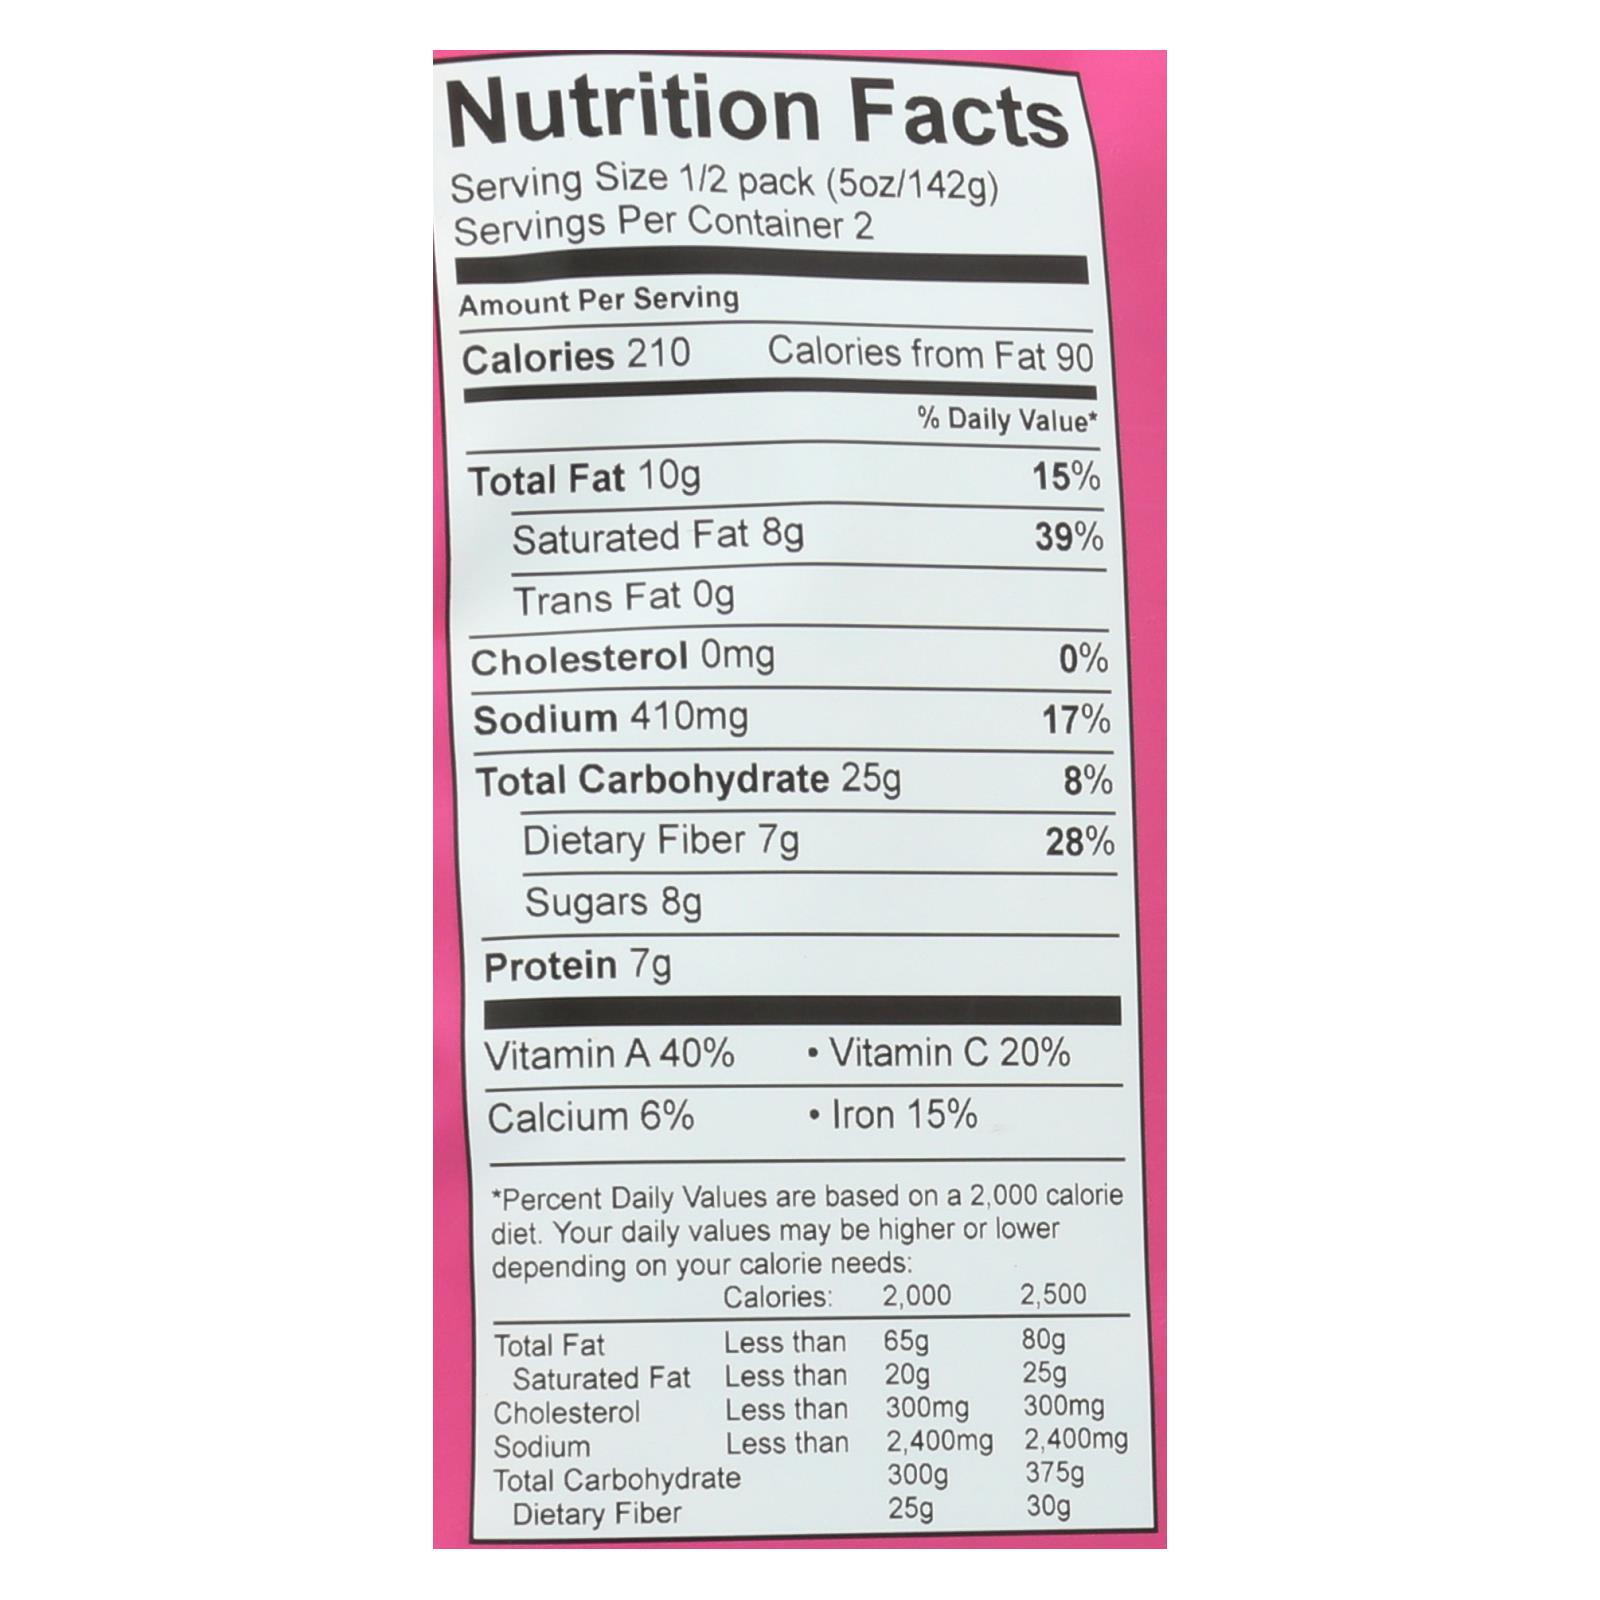 Nutrition Facts
Serving Size 1/2 pack (5oz/142g)
Servings Per Container 2
Amount Per Serving
Calories 210 Calories from Fat 90
% Daily Value*
Total Fat 10g 15%
Saturated Fat 8g 39%
Trans Fat 0g
Cholesterol 0mg 0%
Sodium 410mg 17%
Total Carbohydrate 25g 8%
Dietary Fiber 7g 28%
Sugars 8g
Protein 7g
Vitamin A 40% • Vitamin C 20%
Calcium 6% • Iron 15%
*Percent Daily Values are based on a 2,000 calorie
diet. Your daily values may be higher or lower
depending on your calorie needs:
Calories: 2,000 2,500
Total Fat Less than 65g 80g
Saturated Fat Less than 20g 25g
Cholesterol Less than 300mg 300mg
Sodium Less than 2,400mg 2,400mg
Total Carbohydrate 300g 375g
Dietary Fiber 25g 30g